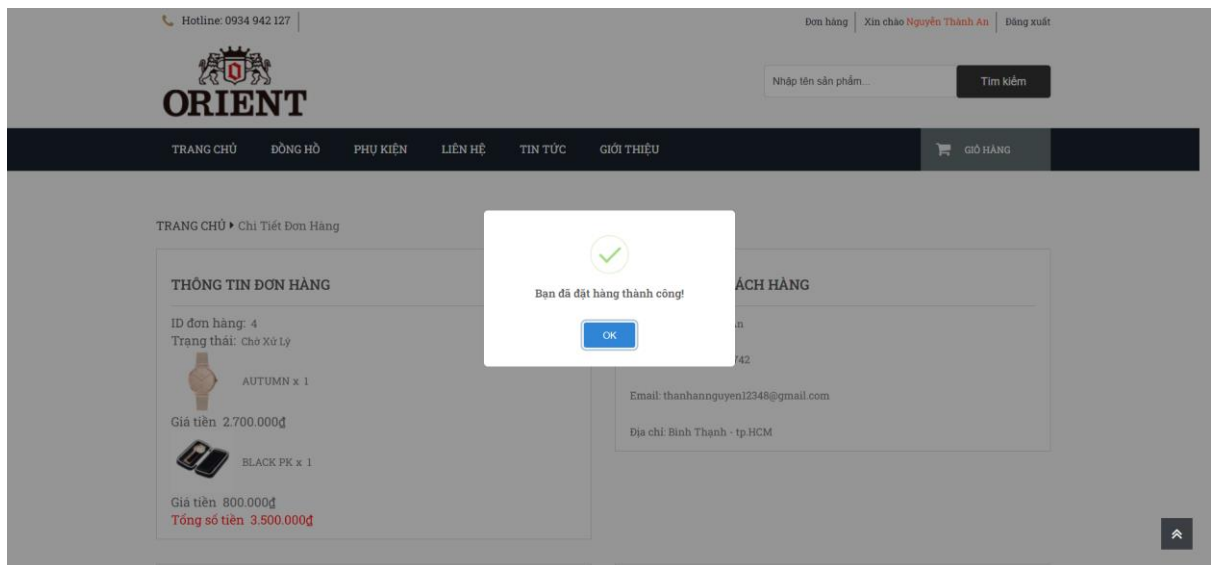 Hotline: 0934 942 127
Đơn hàng
Xin chào Nguyễn Thành An
Đăng xuất
ORIENT
Nhập tên sản phẩm...
Tìm kiếm
TRANG CHỦ
ĐỒNG HỒ
PHỤ KIỆN
LIÊN HỆ
TIN TỨC
GIỚI THIỆU
GIỎ HÀNG
TRANG CHỦ Chi Tiết Đơn Hàng
Bạn đã đặt hàng thành công!
OK
THÔNG TIN ĐƠN HÀNG
ID đơn hàng: 4
Trạng thái: Chờ Xử Lý
AUTUMN x 1
Giá tiền 2.700.000₫
BLACK PK x 1
Giá tiền 800.000₫
Tổng số tiền 3.500.000₫
HÀNG
742
Email: thanhannguyen12348@gmail.com
Địa chỉ: Bình Thạnh - tp.HCM